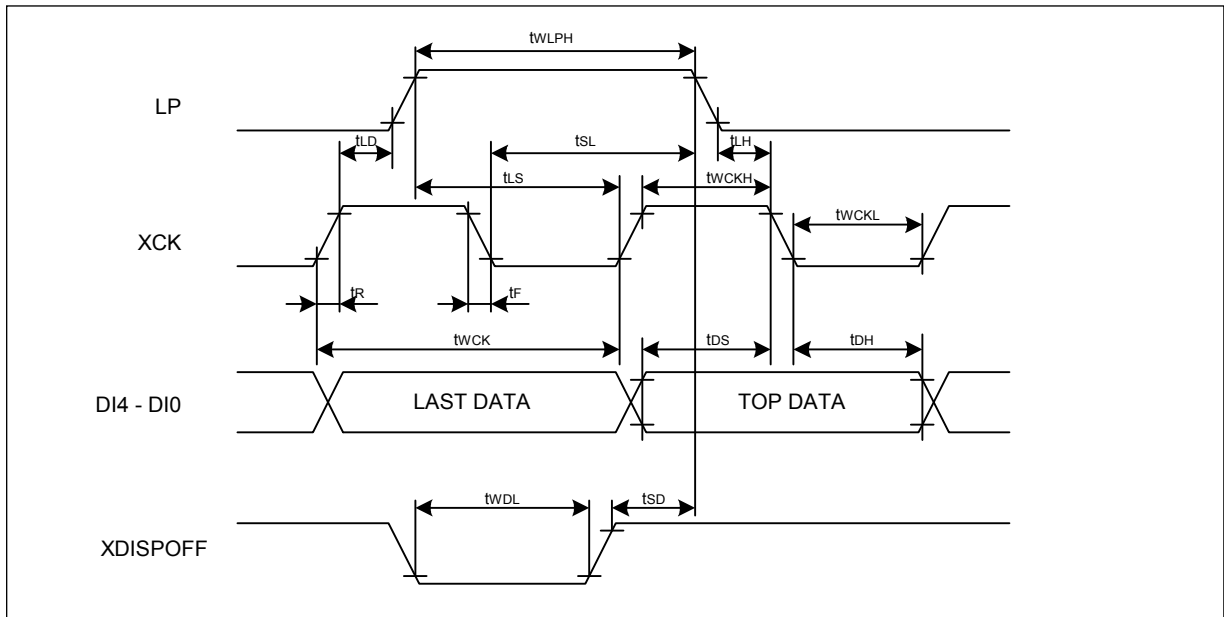 tWLPH
LP
tLD
tSL
tLH
tLS
tWCKH
tWCKL
XCK
tR
tF
tWCK
tDS
tDH
DI4 - DI0
LAST DATA
TOP DATA
tWDL
tSD
XDISPOFF